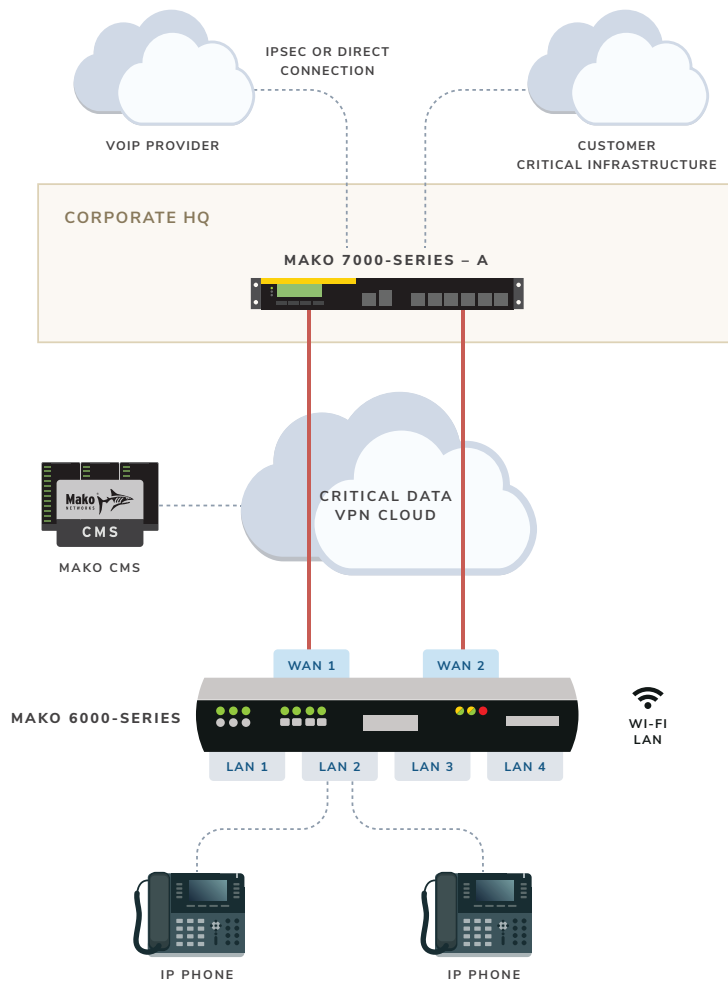 IPSEC OR DIRECT
CONNECTION
VOIP PROVIDER
CUSTOMER
CRITICAL INFRASTRUCTURE
CORPORATE HQ
MAKO 7000-SERIES – A
CRITICAL DATA
VPN CLOUD
Mako
NETWORKS
CMS
MAKO CMS
WAN 1
WAN 2
MAKO 6000-SERIES
WI-FI
LAN
LAN 1
LAN 2
LAN 3
LAN 4
IP PHONE
IP PHONE